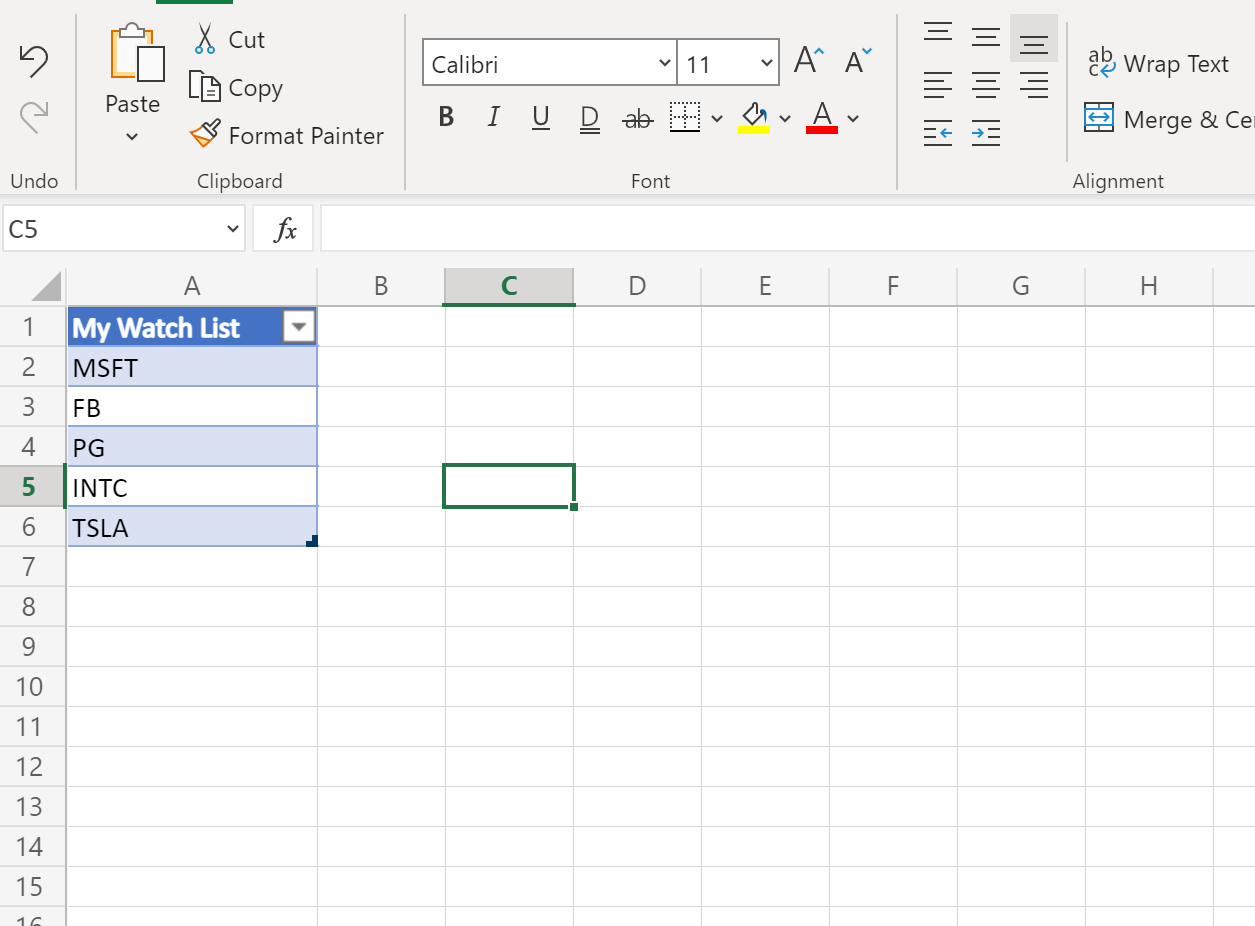 Cut
Copy
Paste
Format Painter
Undo
Clipboard
Calibri
11
A
A
B
I
U
D
ab
A
Font
ab
c
Wrap Text
Merge & Ce
Alignment
C5
fx
A B C D E F G H
1 My Watch List
2 MSFT
3 FB
4 PG
5 INTC
6 TSLA
7
8
9
10
11
12
13
14
15
16